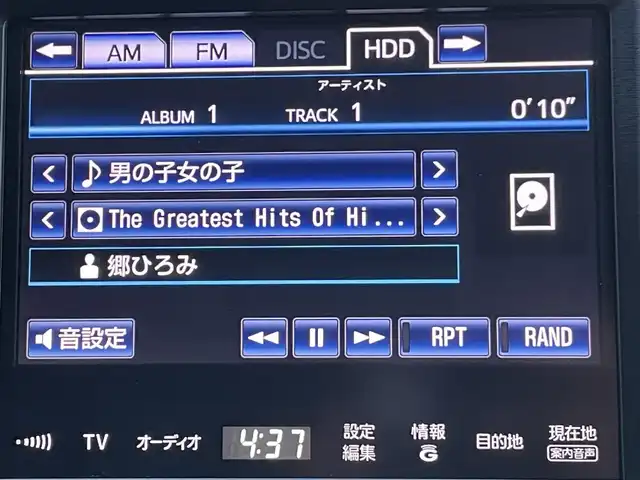 AM FM DISC HDD
アーティスト
ALBUM 1 TRACK 1 0'10"
男の子女の子
The Greatest Hits Of Hi...
郷ひろみ
音設定 RPT RAND
TV オーディオ 4:37 設定編集 情報G 目的地 現在地
案内音声